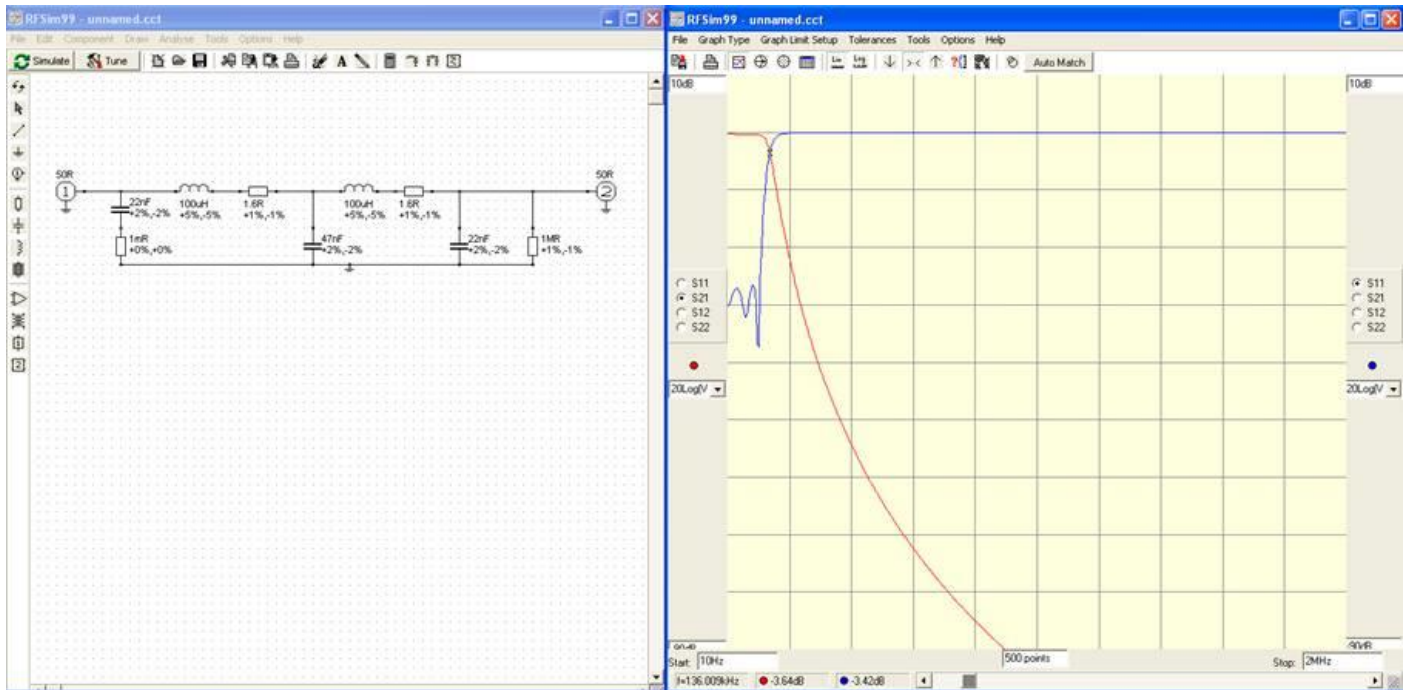 RFSim99 - unnamed.cct
File Edit Component Draw Analyse Tools Options Help
Simulate Tune
50R
1
22nF
+2%,-2%
1mR
+0%,+0%
100uH
+5%,-5%
1.6R
+1%,-1%
47nF
+2%,-2%
100uH
+5%,-5%
1.6R
+1%,-1%
22nF
+2%,-2%
1MR
+1%,-1%
50R
2
RFSim99 - unnamed.cct
File Graph Type Graph Limit Setup Tolerances Tools Options Help
Auto Match
10dB
10dB
S11
S21
S12
S22
S11
S21
S12
S22
20Log|V
20Log|V
-90dB
Start: 10Hz
500 points
Stop: 2MHz
f=136.009kHz -3.64dB -3.42dB